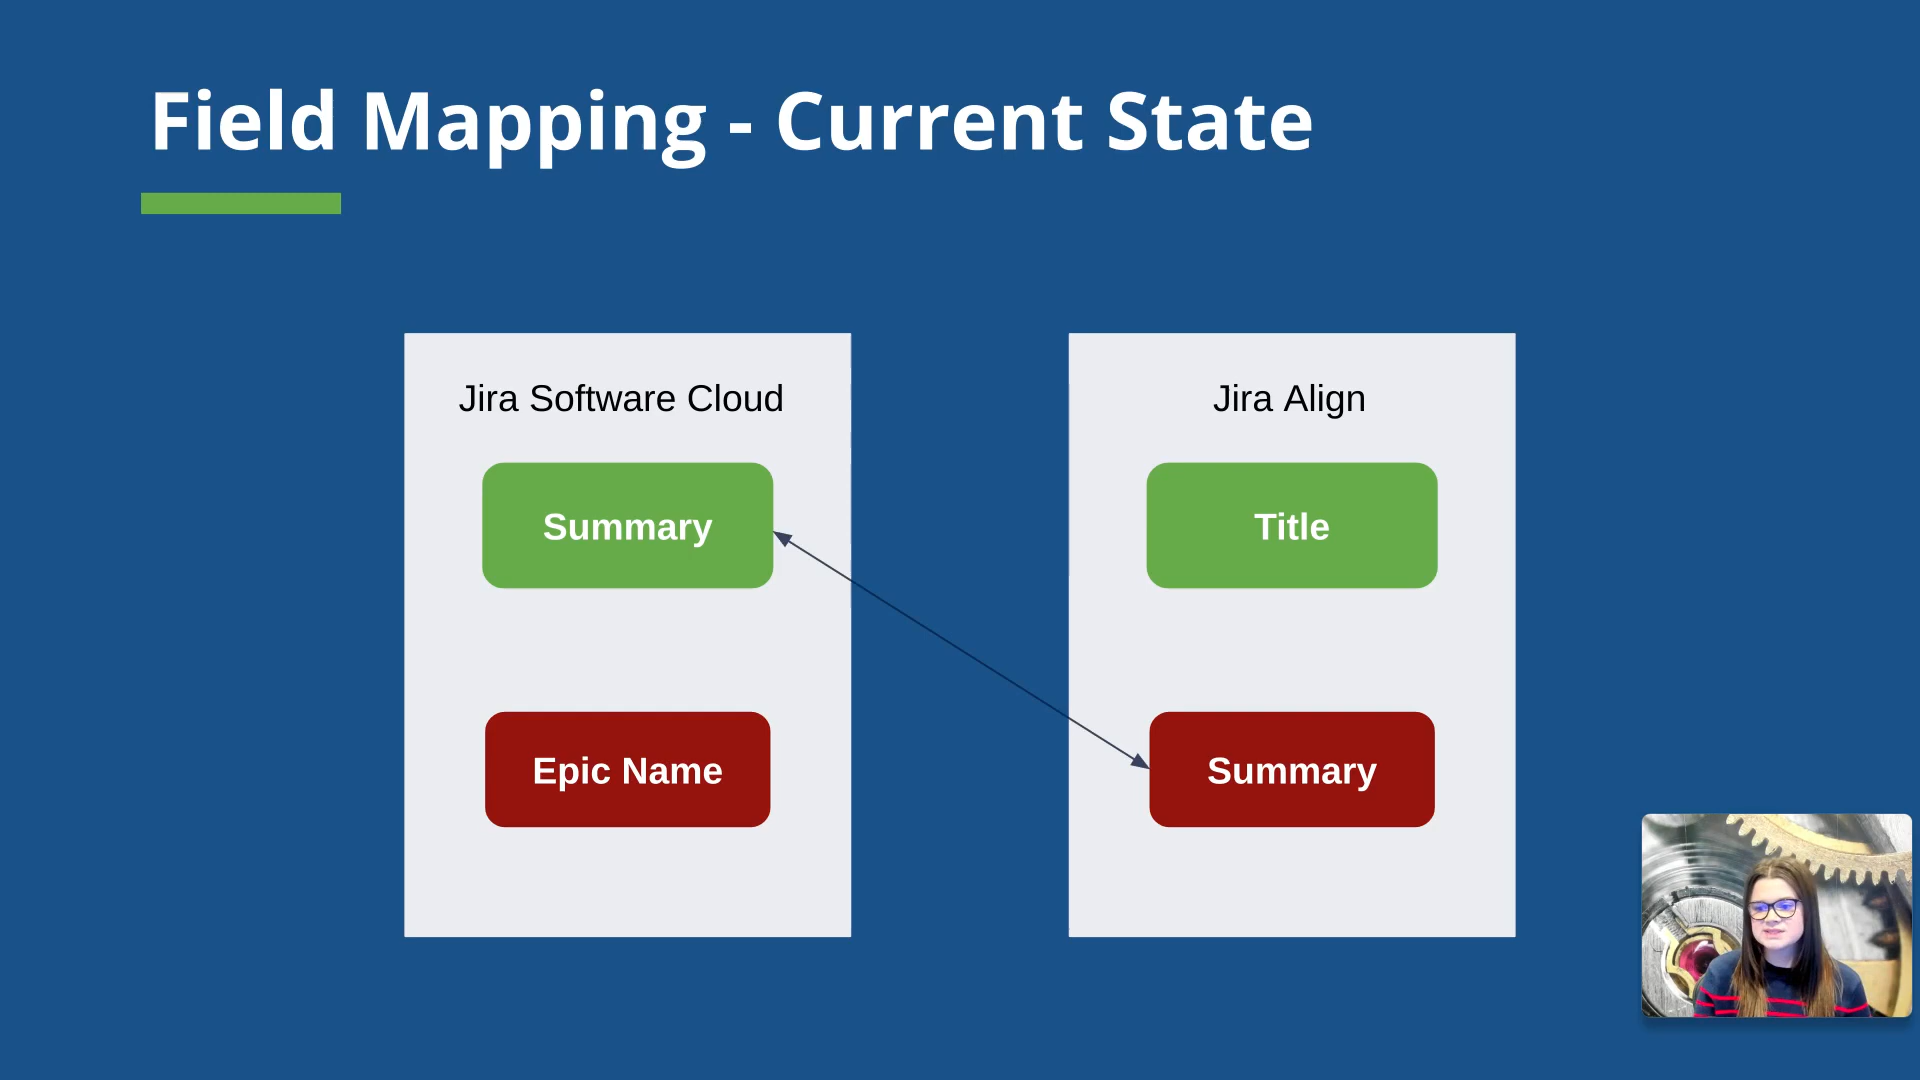 Field Mapping - Current State
Jira Software Cloud
Summary
Epic Name
Jira Align
Title
Summary